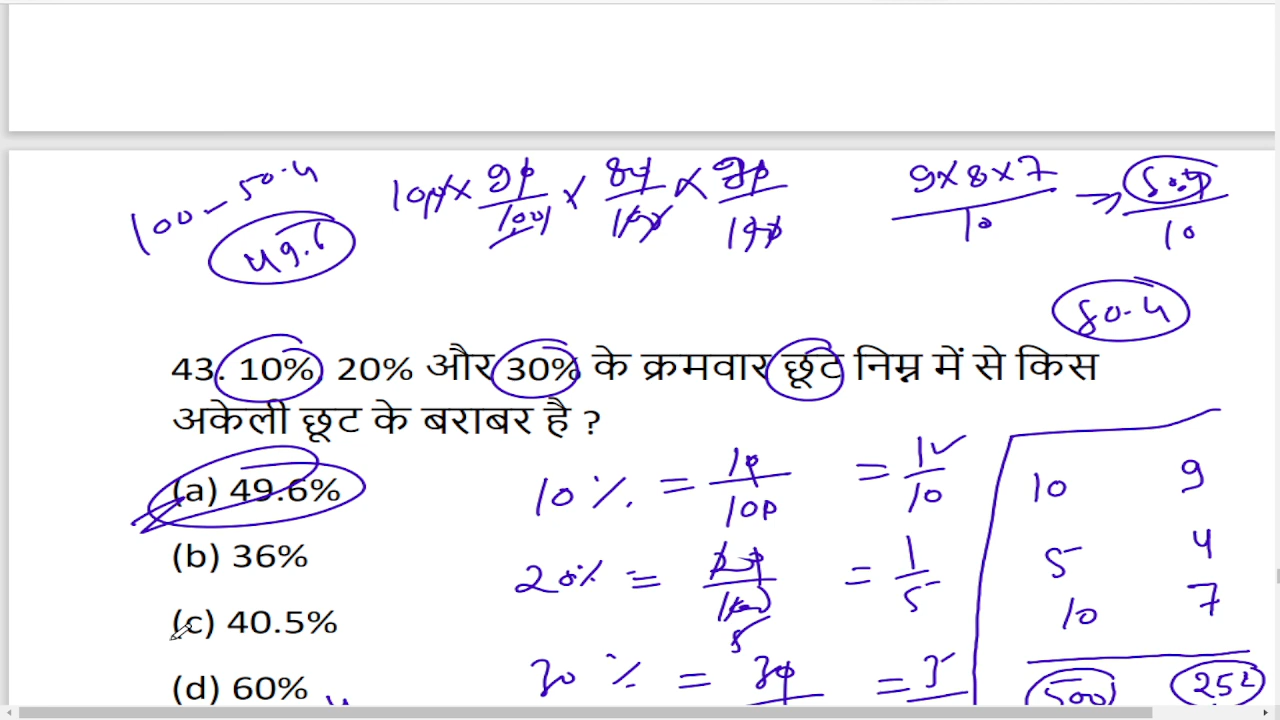 100 - 50.4
49.6
100 × 90/100 × 80/100 × 70/100
9×8×7/10 → 504/10
50.4
43. 10%, 20% और 30% के क्रमवार छूट निम्न में से किस
अकेली छूट के बराबर है ?
(a) 49.6%
(b) 36%
(c) 40.5%
(d) 60%
10 % = 10/100 = 1/10
20% = 20/100 = 1/5
5
30 % = 30 = 3
10 9
5 4
10 7
500 252